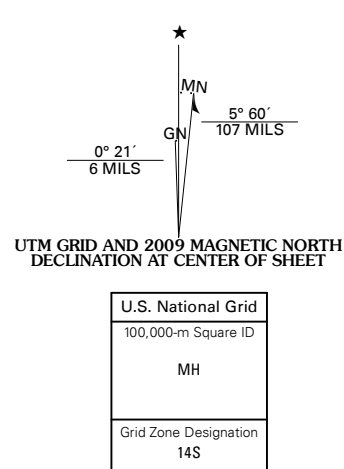 ★
MN
5° 60´
107 MILS
GN
0° 21´
6 MILS
UTM GRID AND 2009 MAGNETIC NORTH
DECLINATION AT CENTER OF SHEET
U.S. National Grid
100,000-m Square ID
MH
Grid Zone Designation
14S